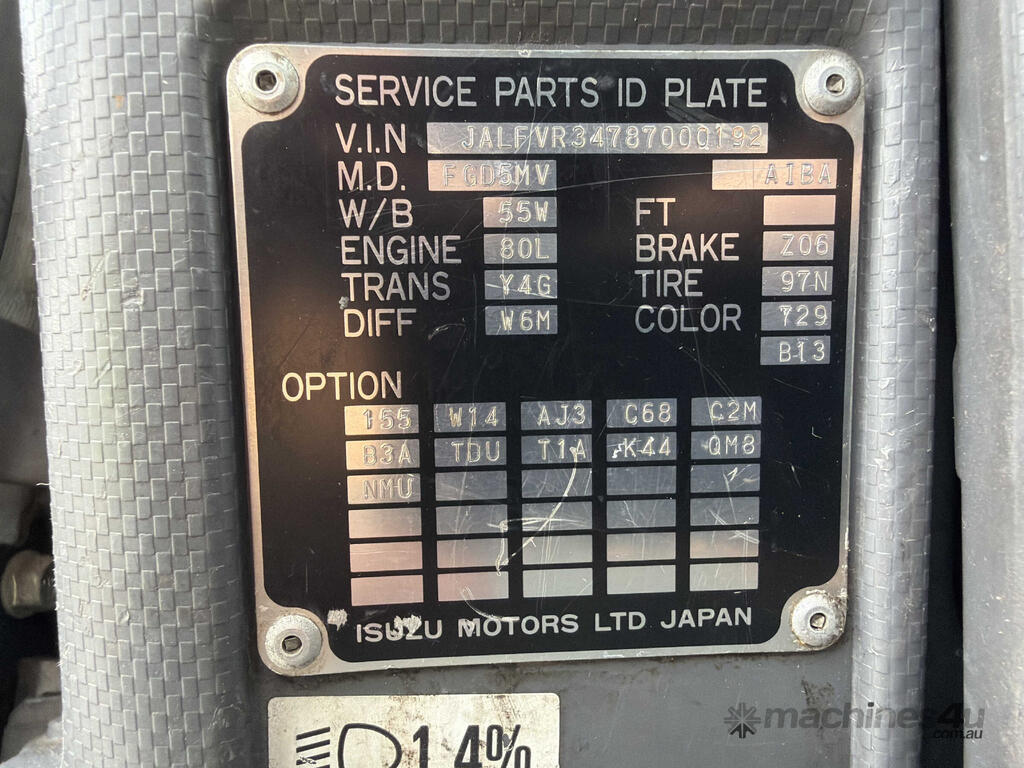 SERVICE PARTS ID PLATE
V.I.N JALFVR34787000192
M.D. FGD5MV AIBA
W/B 55W FT
ENGINE 80L BRAKE Z06
TRANS Y4G TIRE 97N
DIFF W6M COLOR 729
B13
OPTION
155 W14 AJ3 C68 C2M
B3A TDU T1A K44 QM8
NMU
ISUZU MOTORS LTD JAPAN
1.4%
machines4u
.com.au